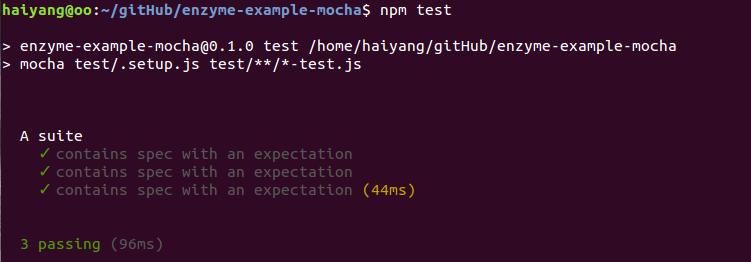 haiyang@oo:~/gitHub/enzyme-example-mocha$ npm test
> enzyme-example-mocha@0.1.0 test /home/haiyang/gitHub/enzyme-example-mocha
> mocha test/.setup.js test/**/*-test.js
A suite
✓ contains spec with an expectation
✓ contains spec with an expectation
✓ contains spec with an expectation (44ms)
3 passing (96ms)